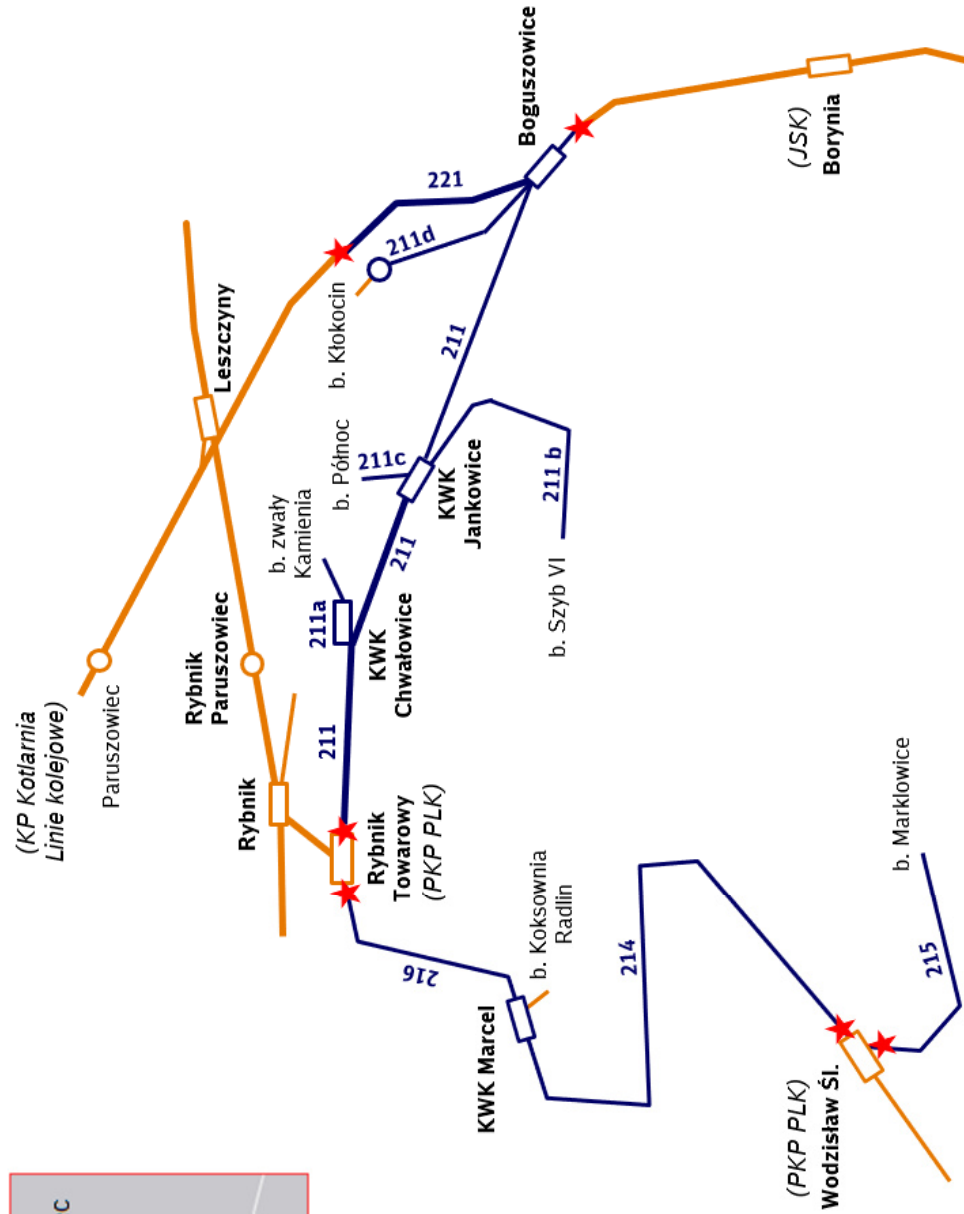 (KP Kotlarnia
Linie kolejowe)
Paruszowiec
Leszczyny
Rybnik
Paruszowiec
Rybnik
Rybnik
Towarowy
(PKP PLK)
211
KWK
Chwałowice
211a
b. zwały
Kamienia
211
b. Północ
211c
KWK
Jankowice
211 b
b. Szyb VI
211
b. Kłokocin
211d
221
Boguszowice
(JSK)
Borynia
216
KWK Marcel
b. Koksownia
Radlin
214
(PKP PLK)
Wodzisław Śl.
215
b. Marklowice
C